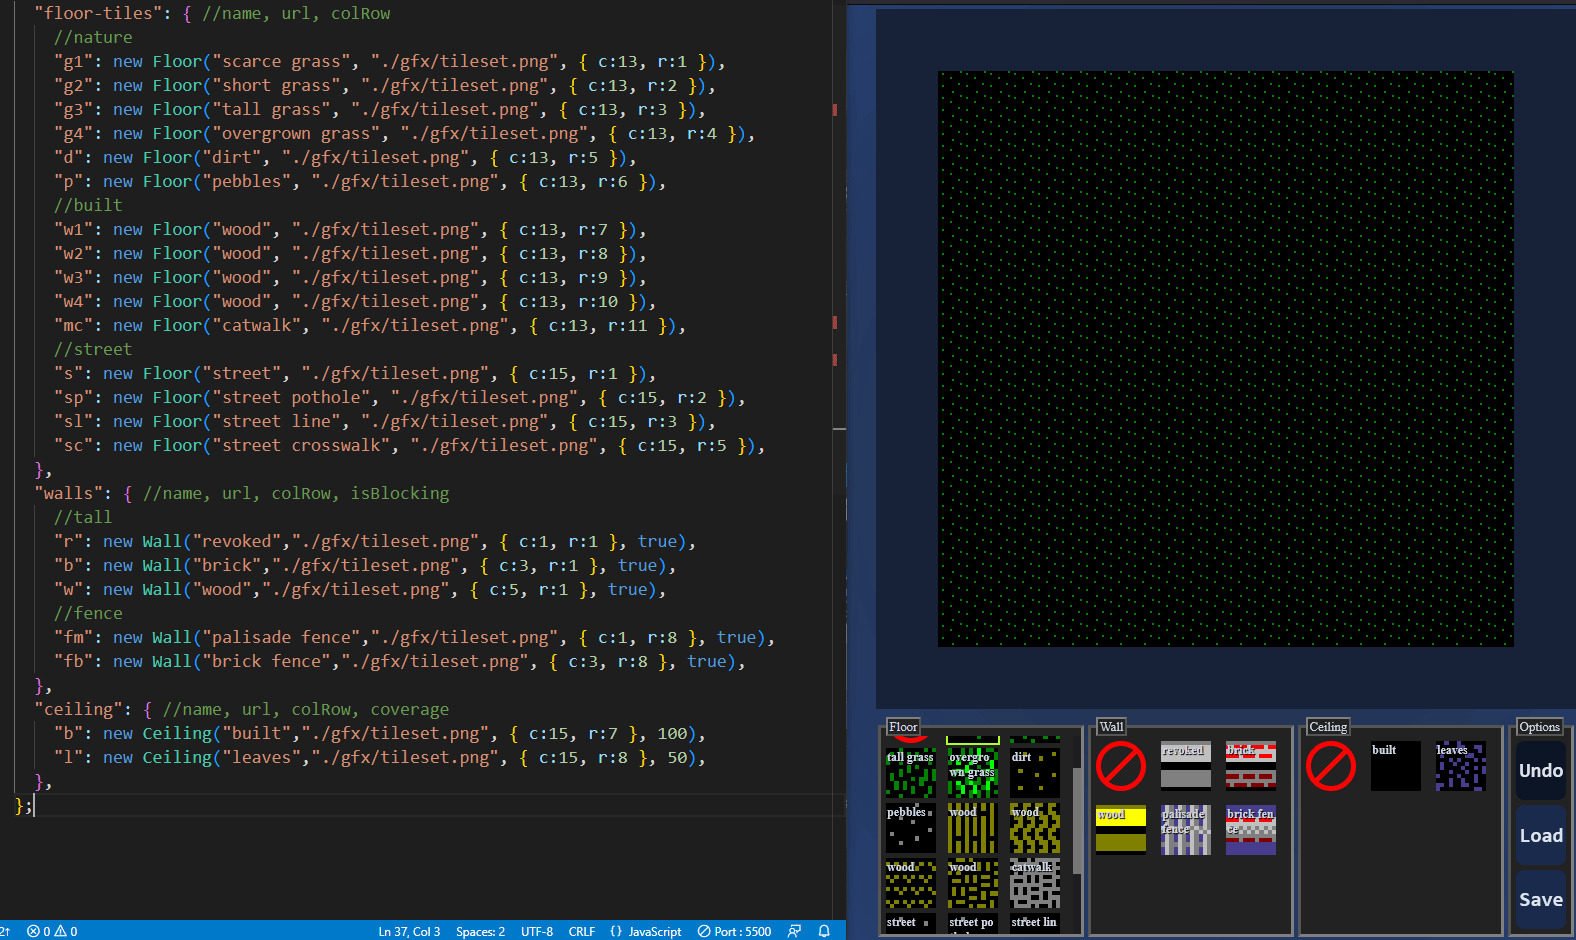 "floor-tiles": { //name, url, colRow
//nature
"g1": new Floor("scarce grass", "./gfx/tileset.png", { c:13, r:1 }),
"g2": new Floor("short grass", "./gfx/tileset.png", { c:13, r:2 }),
"g3": new Floor("tall grass", "./gfx/tileset.png", { c:13, r:3 }),
"g4": new Floor("overgrown grass", "./gfx/tileset.png", { c:13, r:4 }),
"d": new Floor("dirt", "./gfx/tileset.png", { c:13, r:5 }),
"p": new Floor("pebbles", "./gfx/tileset.png", { c:13, r:6 }),
//built
"w1": new Floor("wood", "./gfx/tileset.png", { c:13, r:7 }),
"w2": new Floor("wood", "./gfx/tileset.png", { c:13, r:8 }),
"w3": new Floor("wood", "./gfx/tileset.png", { c:13, r:9 }),
"w4": new Floor("wood", "./gfx/tileset.png", { c:13, r:10 }),
"mc": new Floor("catwalk", "./gfx/tileset.png", { c:13, r:11 }),
//street
"s": new Floor("street", "./gfx/tileset.png", { c:15, r:1 }),
"sp": new Floor("street pothole", "./gfx/tileset.png", { c:15, r:2 }),
"sl": new Floor("street line", "./gfx/tileset.png", { c:15, r:3 }),
"sc": new Floor("street crosswalk", "./gfx/tileset.png", { c:15, r:5 }),
},
"walls": { //name, url, colRow, isBlocking
//tall
"r": new Wall("revoked","./gfx/tileset.png", { c:1, r:1 }, true),
"b": new Wall("brick","./gfx/tileset.png", { c:3, r:1 }, true),
"w": new Wall("wood","./gfx/tileset.png", { c:5, r:1 }, true),
//fence
"fm": new Wall("palisade fence","./gfx/tileset.png", { c:1, r:8 }, true),
"fb": new Wall("brick fence","./gfx/tileset.png", { c:3, r:8 }, true),
},
"ceiling": { //name, url, colRow, coverage
"b": new Ceiling("built","./gfx/tileset.png", { c:15, r:7 }, 100),
"l": new Ceiling("leaves","./gfx/tileset.png", { c:15, r:8 }, 50),
},
};
2↑ 0 0 Ln 37, Col 3 Spaces: 2 UTF-8 CRLF {} JavaScript Port : 5500
Floor
tall grass
overgro
wn grass
dirt
pebbles
wood
wood
wood
wood
catwalk
street
street po
street lin
Wall
revoked
brick
wood
palisade
fence
brick fen
ce
Ceiling
built
leaves
Options
Undo
Load
Save